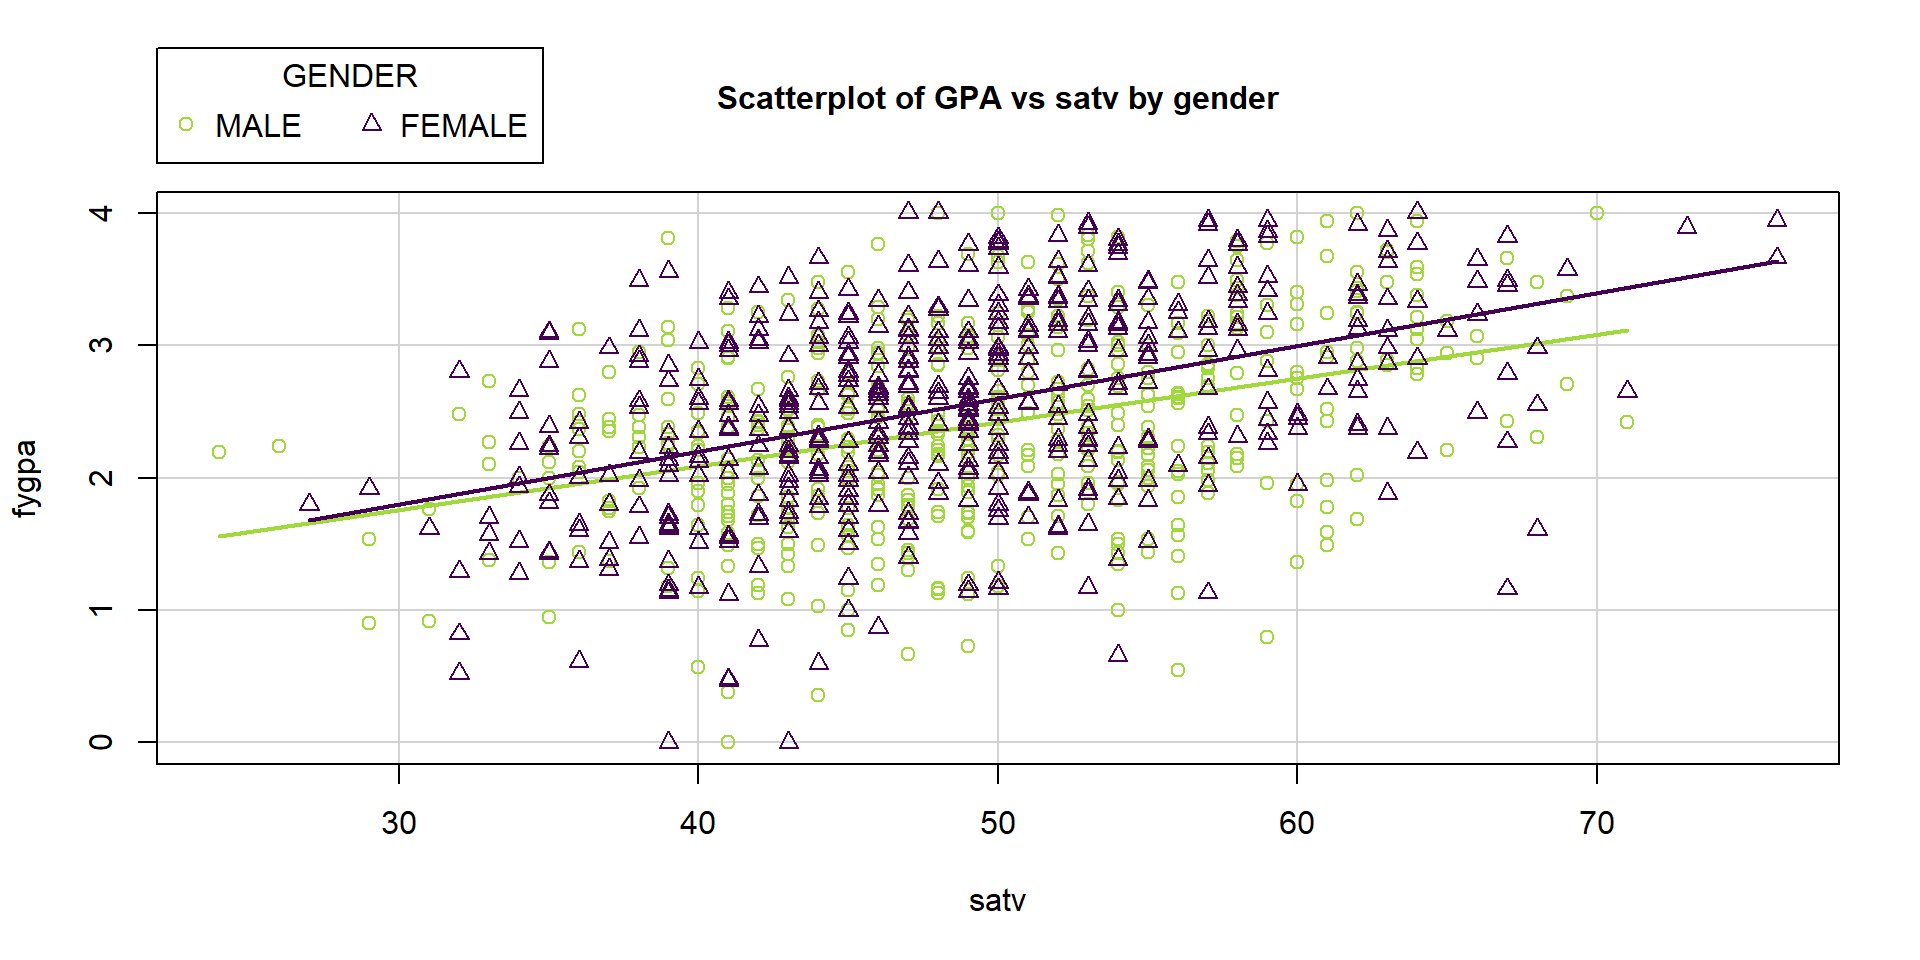 GENDER
MALE FEMALE
Scatterplot of GPA vs satv by gender
fygpa
4
3
2
1
0
30 40 50 60 70
satv